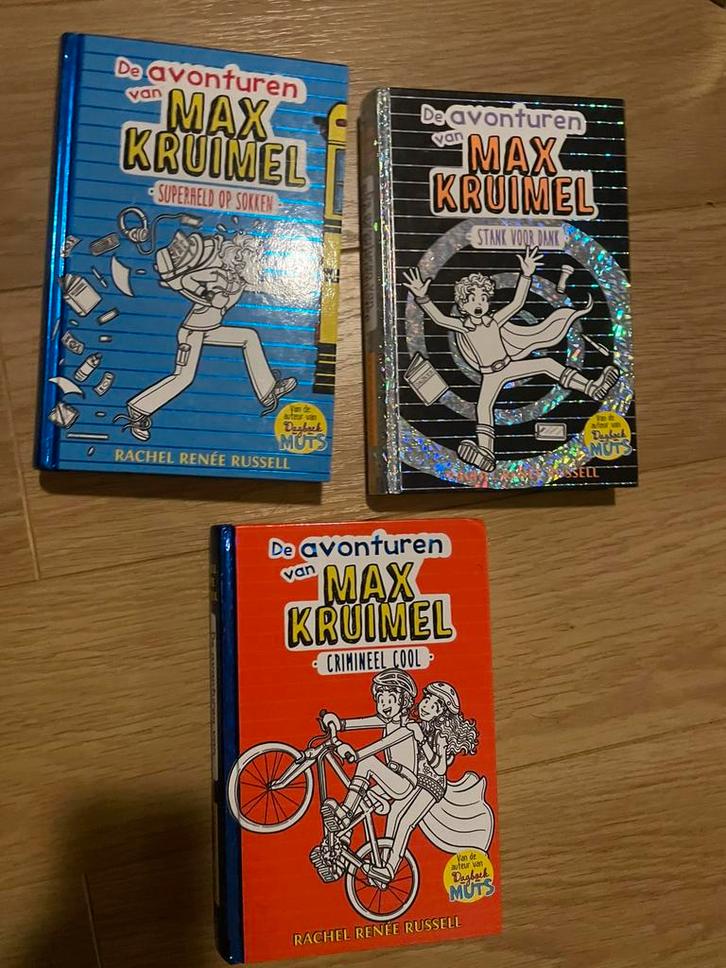 De avonturen
van
MAX
KRUIMEL
SUPERHELD OP SOKKEN
Van de
auteur van
Dagboek
MUTS
RACHEL RENÉE RUSSELL
De avonturen
van
MAX
KRUIMEL
STANK VOOR DANK
Van de
auteur van
Dagboek
MUTS
RUSSELL
De avonturen
van
MAX
KRUIMEL
CRIMINEEL COOL
Van de
auteur van
Dagboek
MUTS
RACHEL RENÉE RUSSELL